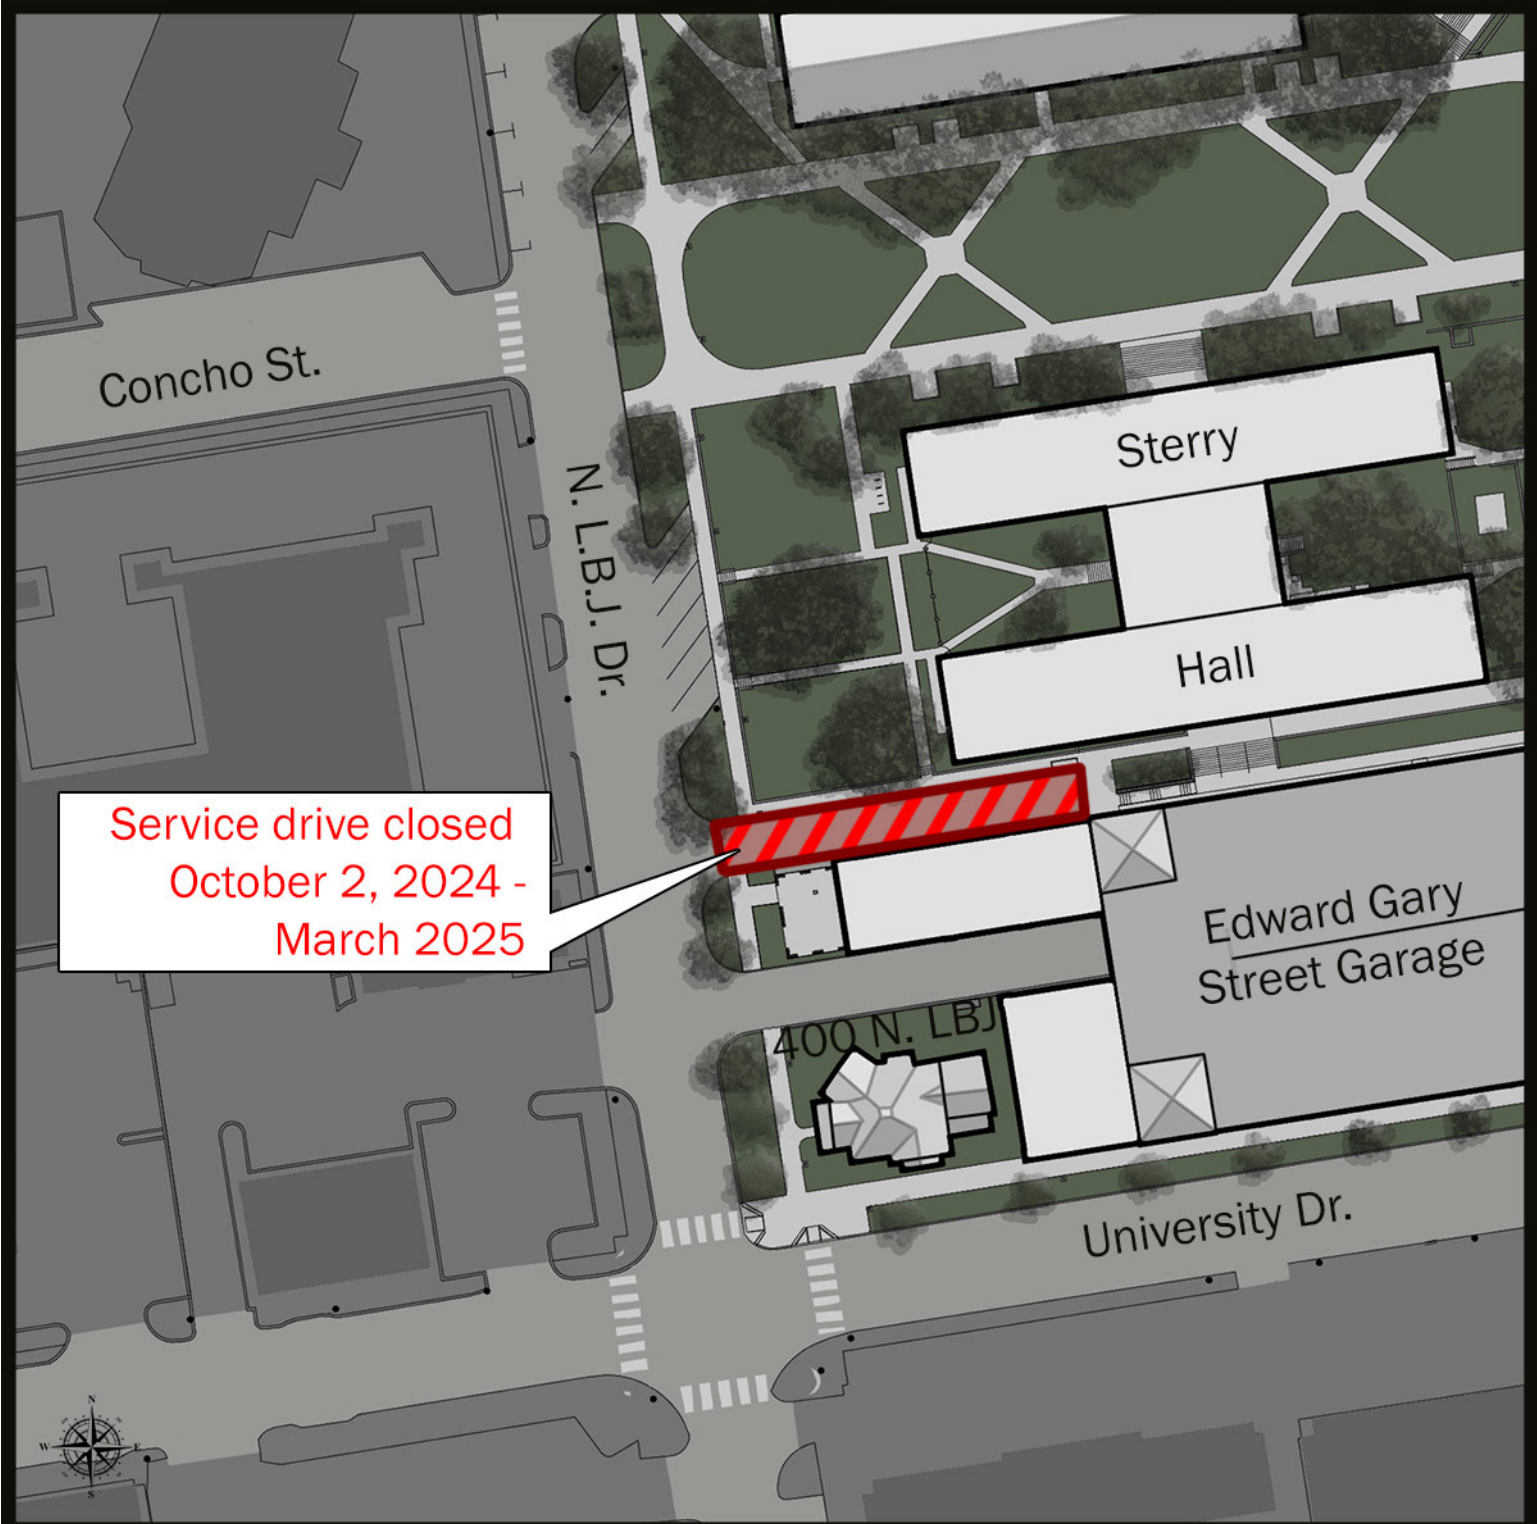 Concho St.
Sterry
N. L.B.J. Dr.
Hall
Service drive closed
October 2, 2024 -
March 2025
Edward Gary
Street Garage
400 N. LBJ
University Dr.
N
W E
S